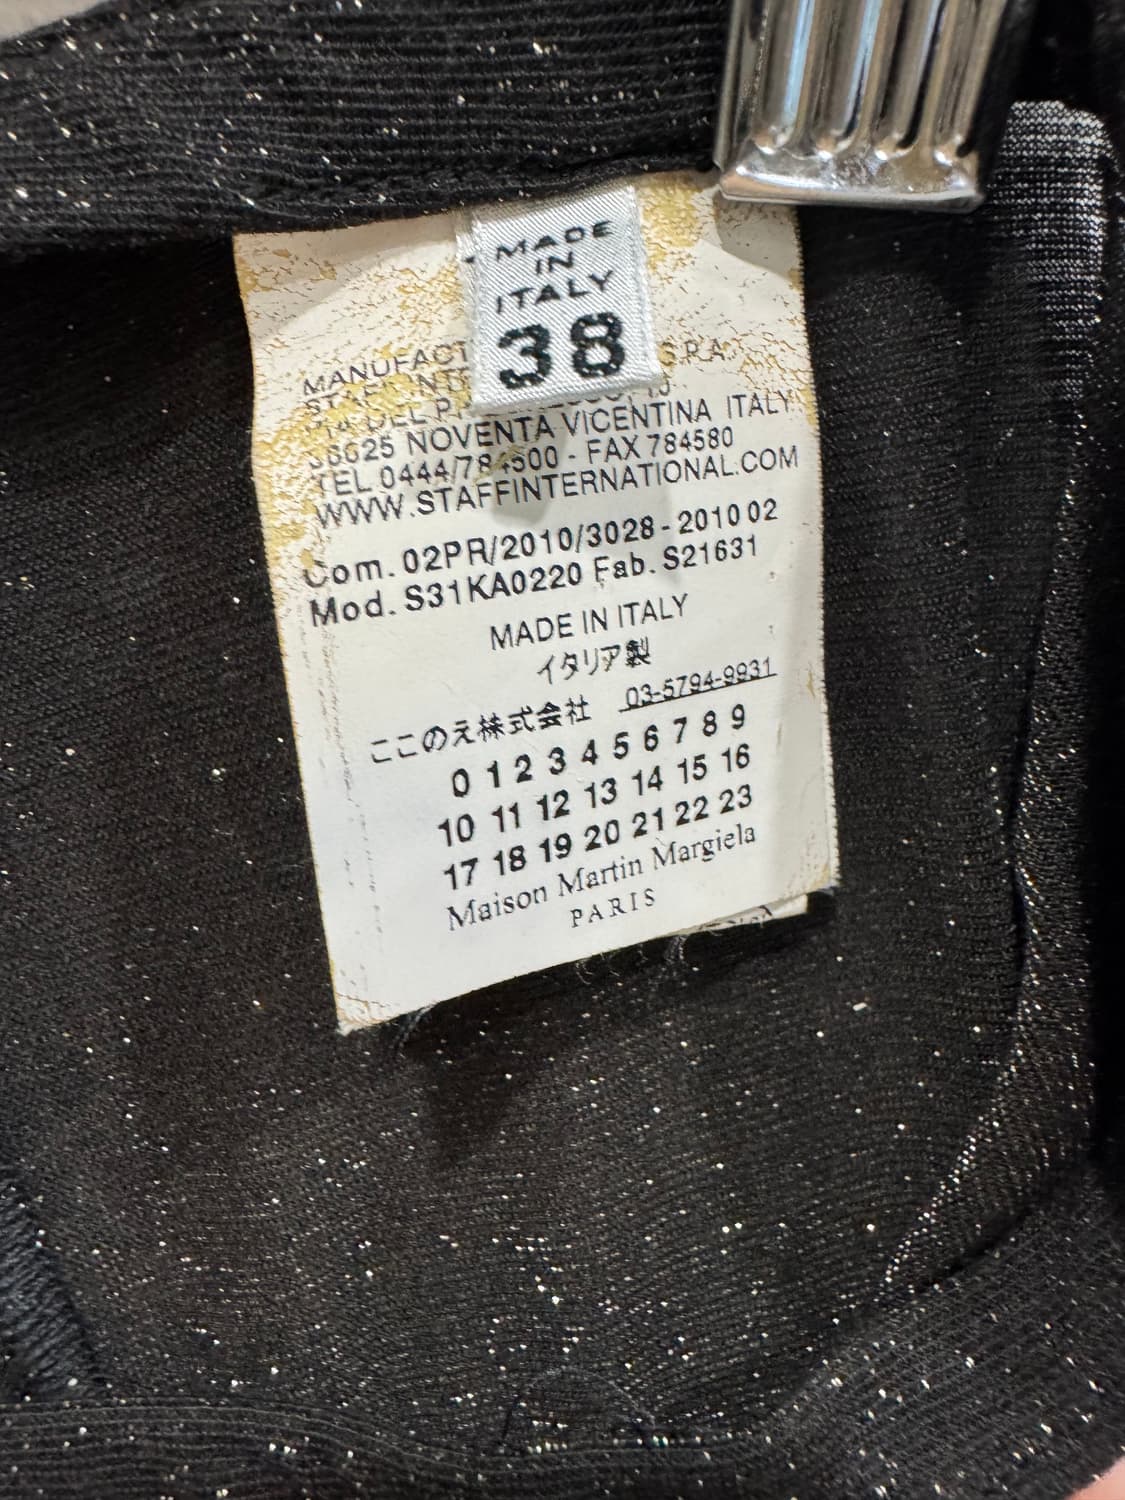 MADE
IN
ITALY
38
S.P.A.
NOVENTA VICENTINA ITALY
TEL 0444/784500 - FAX 784580
WWW.STAFFINTERNATIONAL.COM
Com. 02PR/2010/3028 - 2010 02
Mod. S31KA0220 Fab. S21631
MADE IN ITALY
イタリア製
ここのえ株式会社 03-5794-9931
0 1 2 3 4 5 6 7 8 9
10 11 12 13 14 15 16
17 18 19 20 21 22 23
Maison Martin Margiela
PARIS